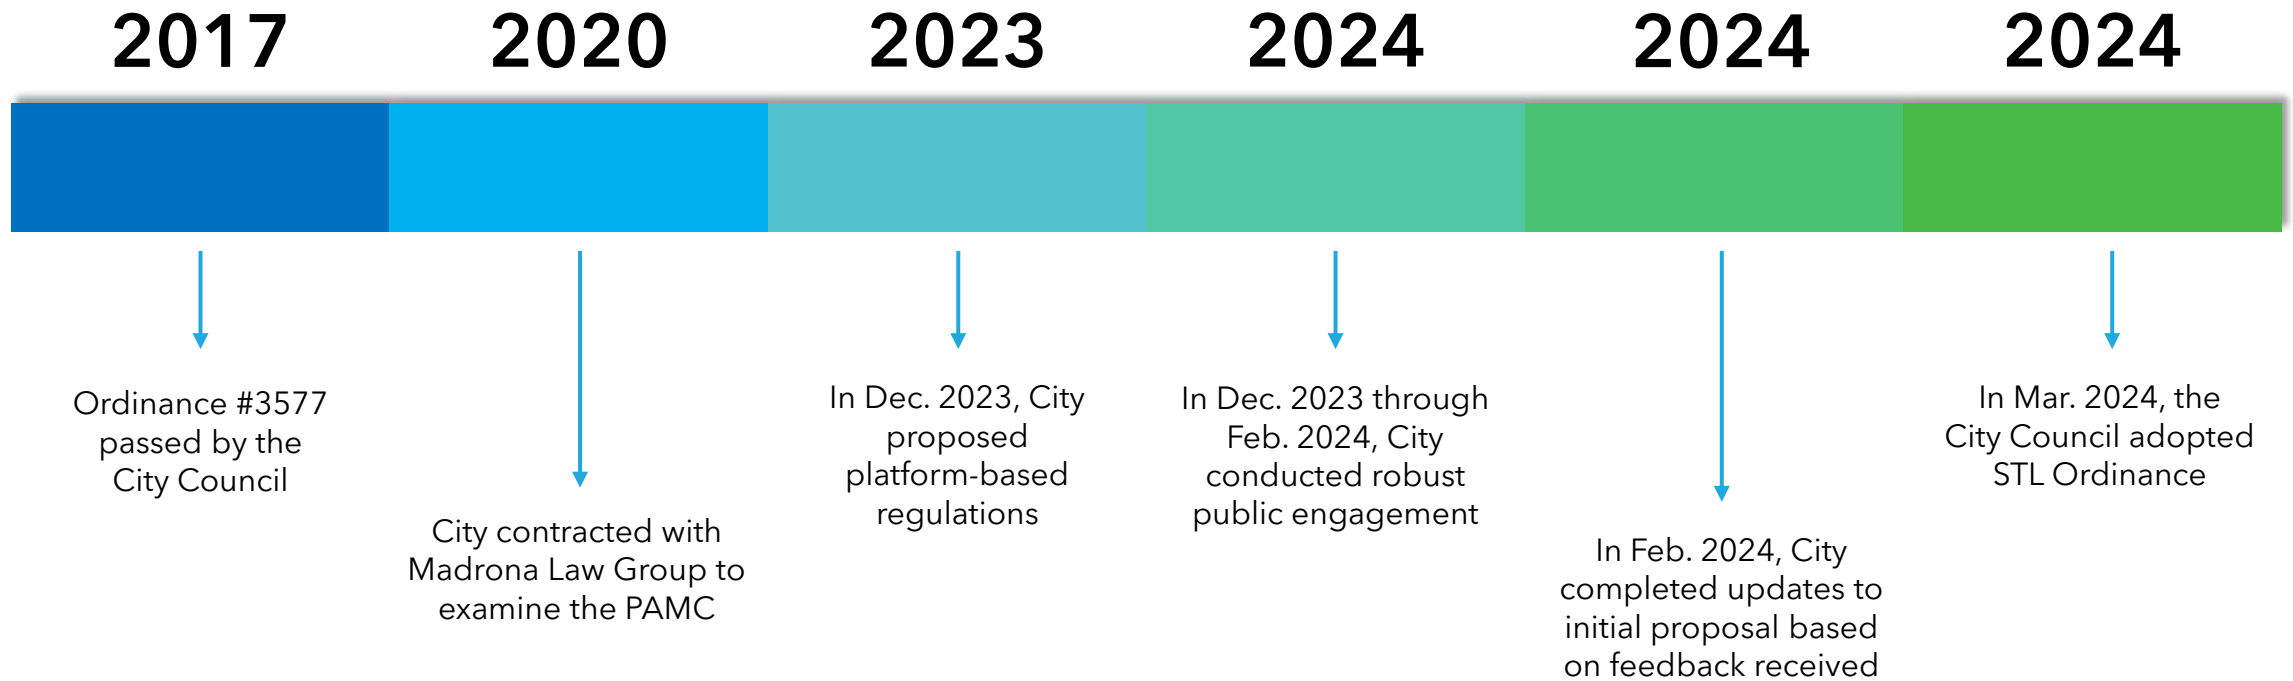 2017
2020
2023
2024
2024
2024
Ordinance #3577
passed by the
City Council
City contracted with
Madrona Law Group to
examine the PAMC
In Dec. 2023, City
proposed
platform-based
regulations
In Dec. 2023 through
Feb. 2024, City
conducted robust
public engagement
In Feb. 2024, City
completed updates to
initial proposal based
on feedback received
In Mar. 2024, the
City Council adopted
STL Ordinance